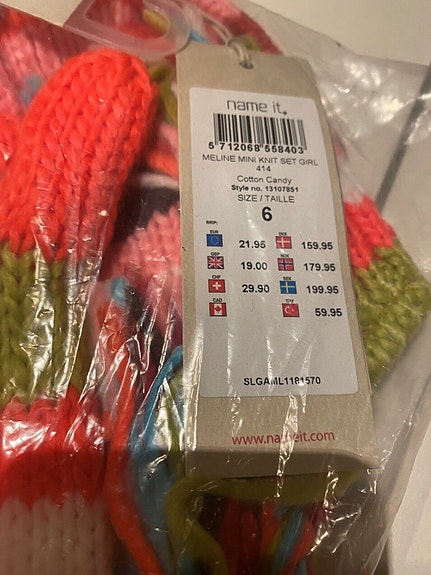 name it.
5 712068 558403
MELINE MINI KNIT SET GIRL
414
Cotton Candy
Style no. 13107851
SIZE / TAILLE
6
RRP:
EUR 21.95 DKK 159.95
GBP 19.00 NOK 179.95
CHF 29.90 SEK 199.95
CAD 59.95
SLGAML1181570
www.nameit.com